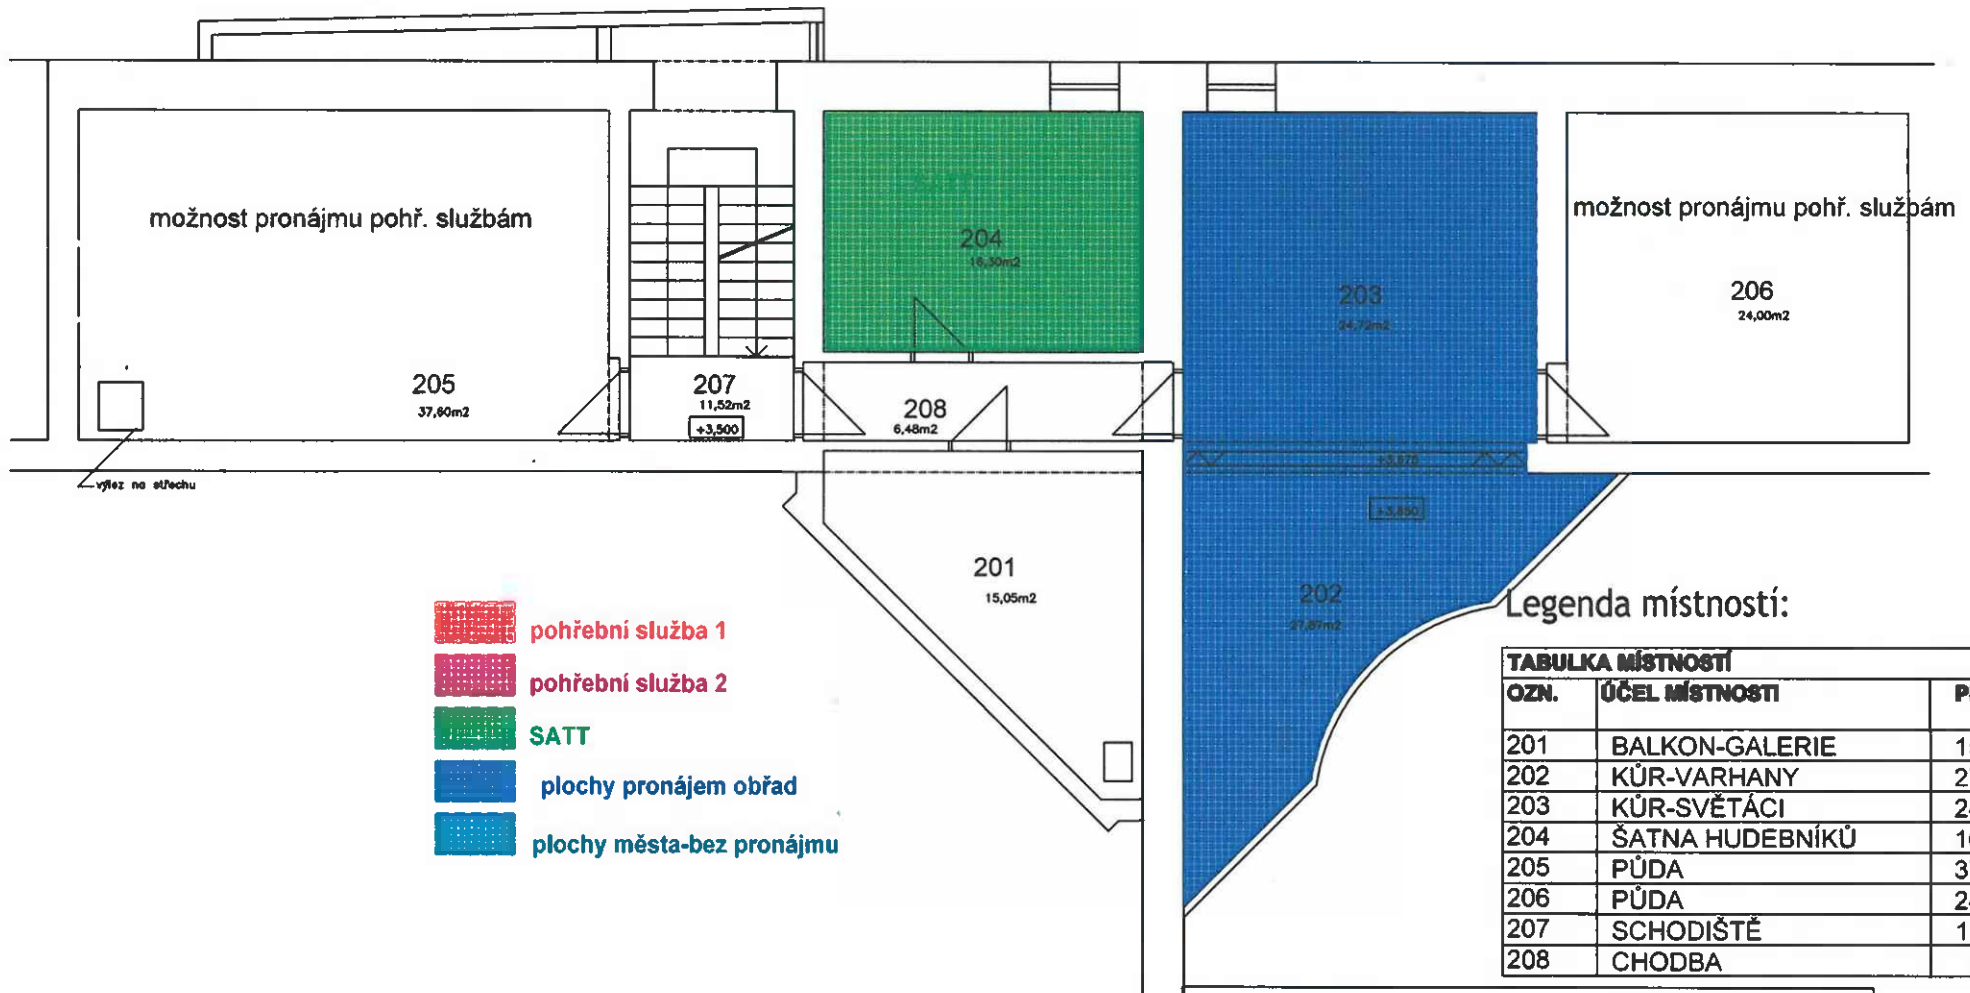 možnost pronájmu pohř. službám
205
37,60m2
výlez na střechu
207
11,52m2
+3,500
SATT
204
16,30m2
208
6,48m2
201
15,05m2
203
24,72m2
202
27,87m2
možnost pronájmu pohř. službám
206
24,00m2
pohřební služba 1
pohřební služba 2
SATT
plochy pronájem obřad
plochy města-bez pronájmu
Legenda místností:
TABULKA MÍSTNOSTÍ
OZN. ÚČEL MÍSTNOSTI
201 BALKON-GALERIE
202 KŮR-VARHANY
203 KŮR-SVĚTÁCI
204 ŠATNA HUDEBNÍKŮ
205 PŮDA
206 PŮDA
207 SCHODIŠTĚ
208 CHODBA